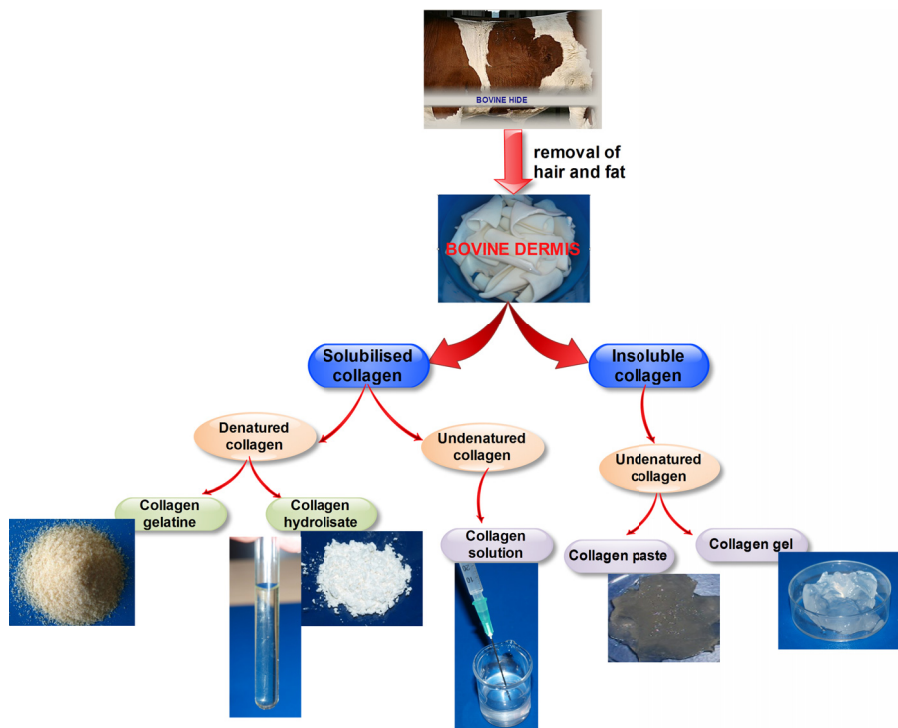 BOVINE HIDE
removal of
hair and fat
BOVINE DERMIS
Solubilised
collagen
Insoluble
collagen
Denatured
collagen
Undenatured
collagen
Undenatured
collagen
Collagen
gelatine
Collagen
hydrolisate
Collagen
solution
Collagen paste
Collagen gel